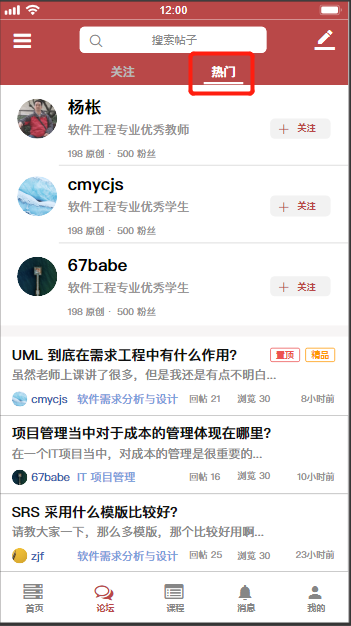 12:00
搜索帖子
关注 热门
杨枨
软件工程专业优秀教师
198 原创 · 500 粉丝
+ 关注
cmycjs
软件工程专业优秀学生
198 原创 · 500 粉丝
+ 关注
67babe
软件工程专业优秀学生
198 原创 · 500 粉丝
+ 关注
UML 到底在需求工程中有什么作用? 置顶 精品
虽然老师上课讲了很多，但是我还是有点不明白...
cmycjs 软件需求分析与设计 回帖 21 浏览 30 8小时前
项目管理当中对于成本的管理体现在哪里?
在一个IT项目当中，对成本的管理是很重要的...
67babe IT 项目管理 回帖 16 浏览 30 10小时前
SRS 采用什么模版比较好?
请教大家一下，那么多模版，那个比较好用啊...
zjf 软件需求分析与设计 回帖 25 浏览 30 23小时前
首页 论坛 课程 消息 我的